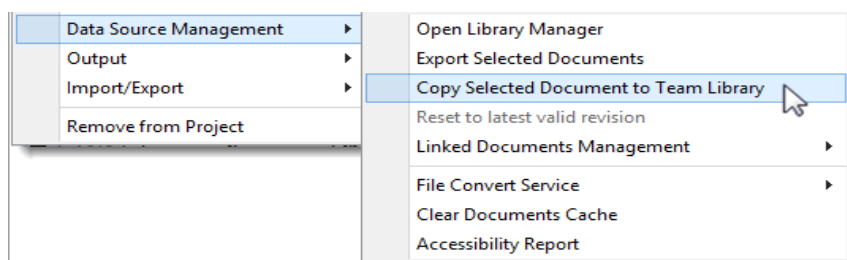 Data Source Management
Output
Import/Export
Remove from Project
Open Library Manager
Export Selected Documents
Copy Selected Document to Team Library
Reset to latest valid revision
Linked Documents Management
File Convert Service
Clear Documents Cache
Accessibility Report